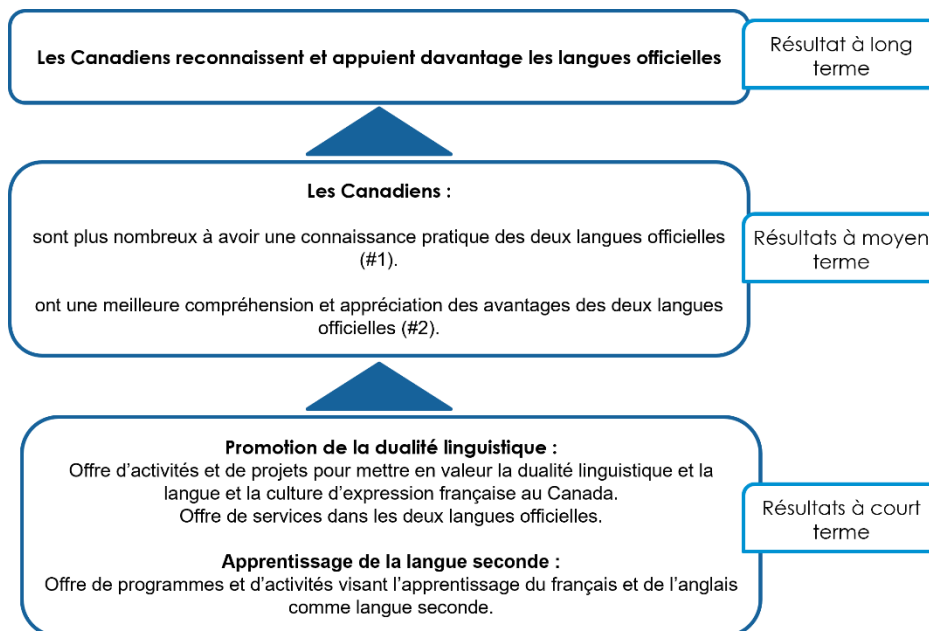 Les Canadiens reconnaissent et appuient davantage les langues officielles
Résultat à long
terme
Les Canadiens :
sont plus nombreux à avoir une connaissance pratique des deux langues officielles
(#1).
ont une meilleure compréhension et appréciation des avantages des deux langues
officielles (#2).
Résultats à moyen
terme
Promotion de la dualité linguistique :
Offre d’activités et de projets pour mettre en valeur la dualité linguistique et la
langue et la culture d’expression française au Canada.
Offre de services dans les deux langues officielles.
Apprentissage de la langue seconde :
Offre de programmes et d’activités visant l’apprentissage du français et de l’anglais
comme langue seconde.
Résultats à court
terme